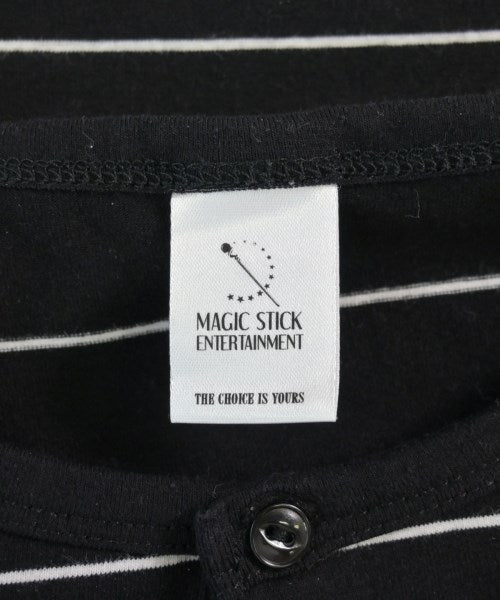 MAGIC STICK
ENTERTAINMENT
THE CHOICE IS YOURS